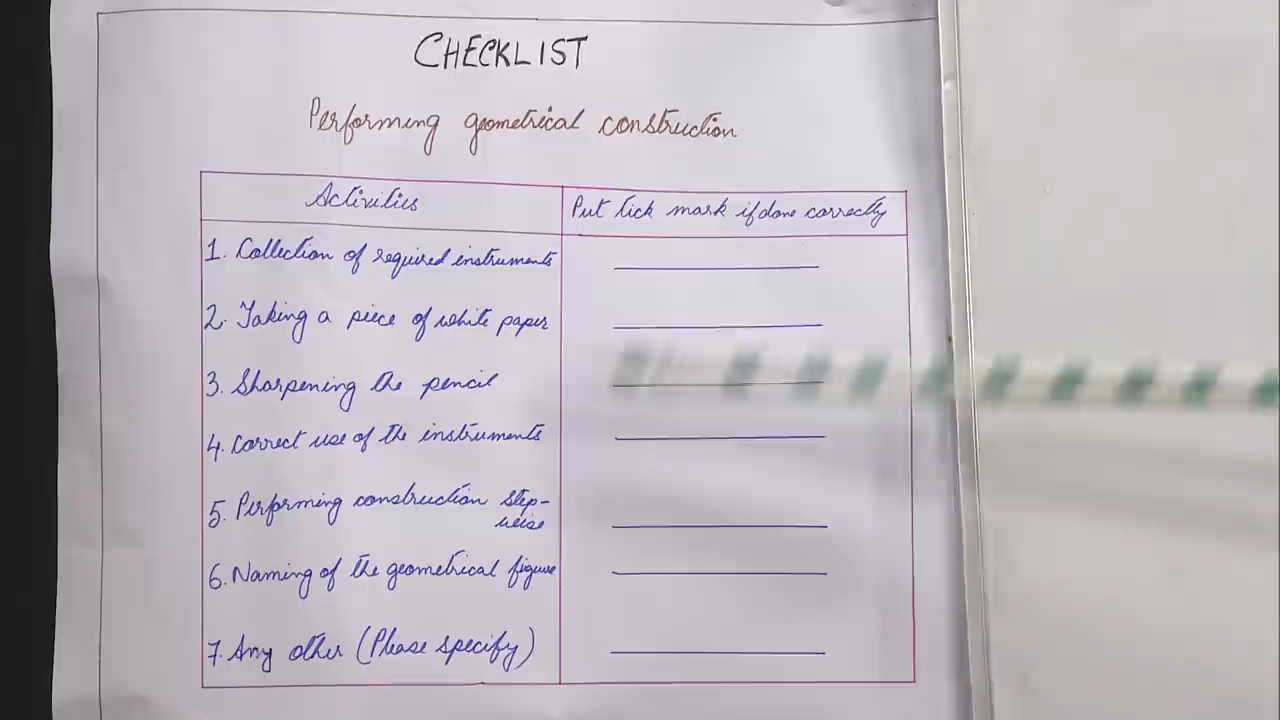 CHECKLIST
Performing geometrical construction
Activities
Put tick mark if done correctly
1. Collection of required instruments
2. Taking a piece of white paper
3. Sharpening the pencil
4. Correct use of the instruments
5. Performing construction step-
wise
6. Naming of the geometrical figure
7. Any other (Please specify)